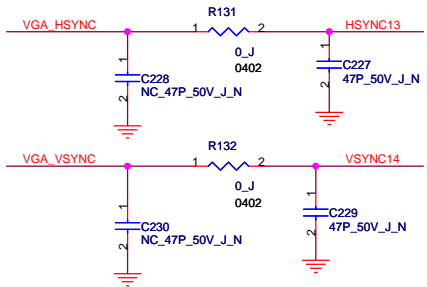 R131
VGA_HSYNC
HSYNC13
1
2
0_J
0402
1
C228
NC_47P_50V_J_N
2
1
C227
47P_50V_J_N
2
R132
VGA_VSYNC
VSYNC14
1
2
0_J
0402
1
C230
NC_47P_50V_J_N
2
1
C229
47P_50V_J_N
2